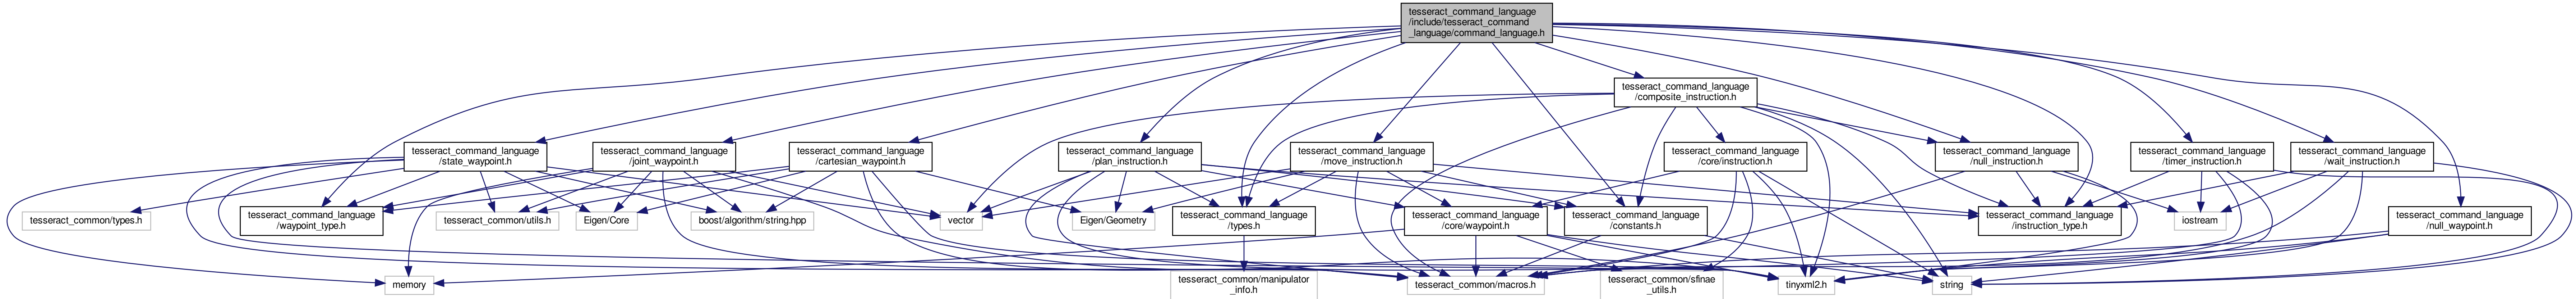 tesseract_command_language
/include/tesseract_command
_language/command_language.h
tesseract_command_language
/composite_instruction.h
tesseract_command_language
/state_waypoint.h
tesseract_command_language
/joint_waypoint.h
tesseract_command_language
/cartesian_waypoint.h
tesseract_command_language
/plan_instruction.h
tesseract_command_language
/move_instruction.h
tesseract_command_language
/core/instruction.h
tesseract_command_language
/null_instruction.h
tesseract_command_language
/timer_instruction.h
tesseract_command_language
/wait_instruction.h
tesseract_common/types.h
tesseract_command_language
/waypoint_type.h
tesseract_common/utils.h
Eigen/Core
boost/algorithm/string.hpp
vector
Eigen/Geometry
tesseract_command_language
/types.h
tesseract_command_language
/core/waypoint.h
tesseract_command_language
/constants.h
tesseract_command_language
/instruction_type.h
iostream
tesseract_command_language
/null_waypoint.h
memory
tesseract_common/manipulator
_info.h
tesseract_common/macros.h
tesseract_common/sfinae
_utils.h
tinyxml2.h
string